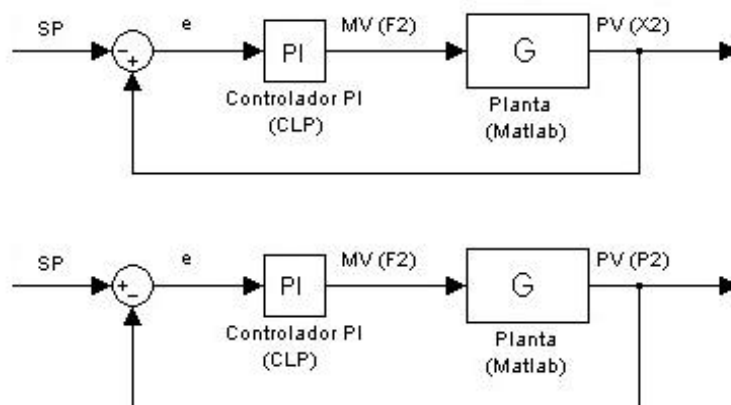 SP
e
MV (F2)
PV (X2)
-
+
PI
G
Controlador PI
(CLP)
Planta
(Matlab)
SP
e
MV (F2)
PV (P2)
+
-
PI
G
Controlador PI
(CLP)
Planta
(Matlab)